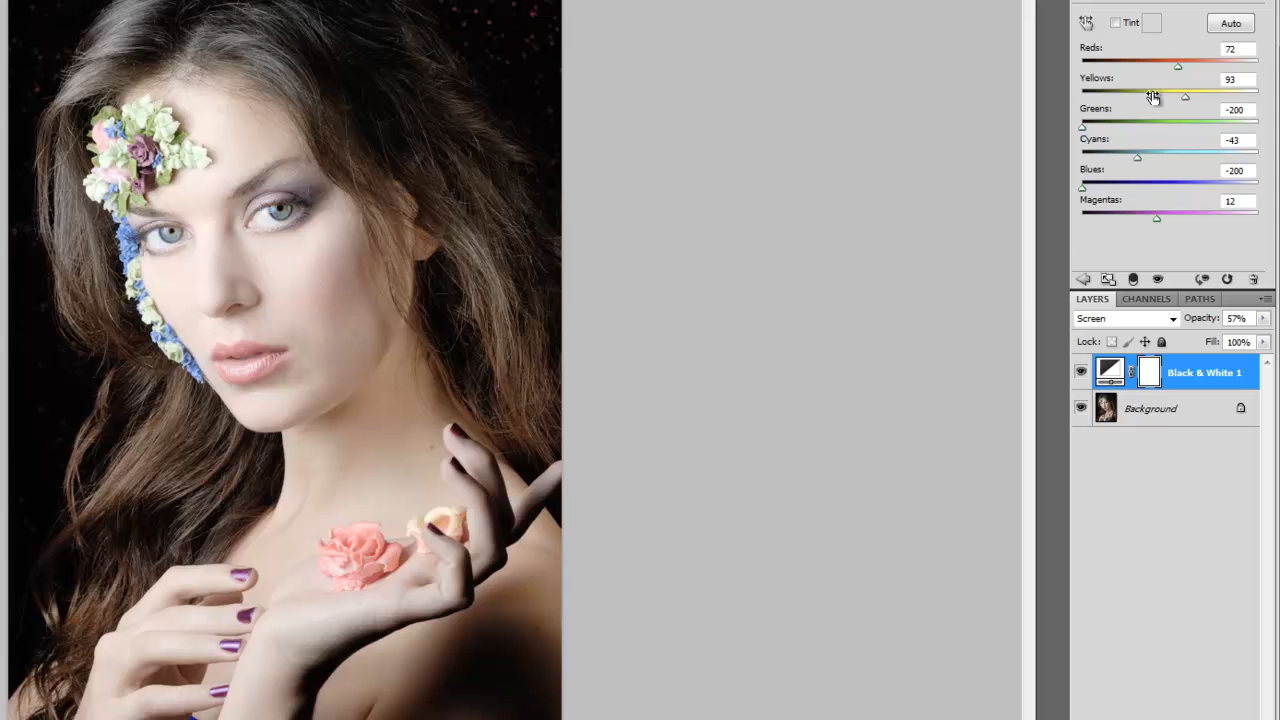 Tint Auto
Reds: 72
Yellows: 93
Greens: -200
Cyans: -43
Blues: -200
Magentas: 12
LAYERS CHANNELS PATHS
Screen Opacity: 57%
Lock: Fill: 100%
Black & White 1
Background